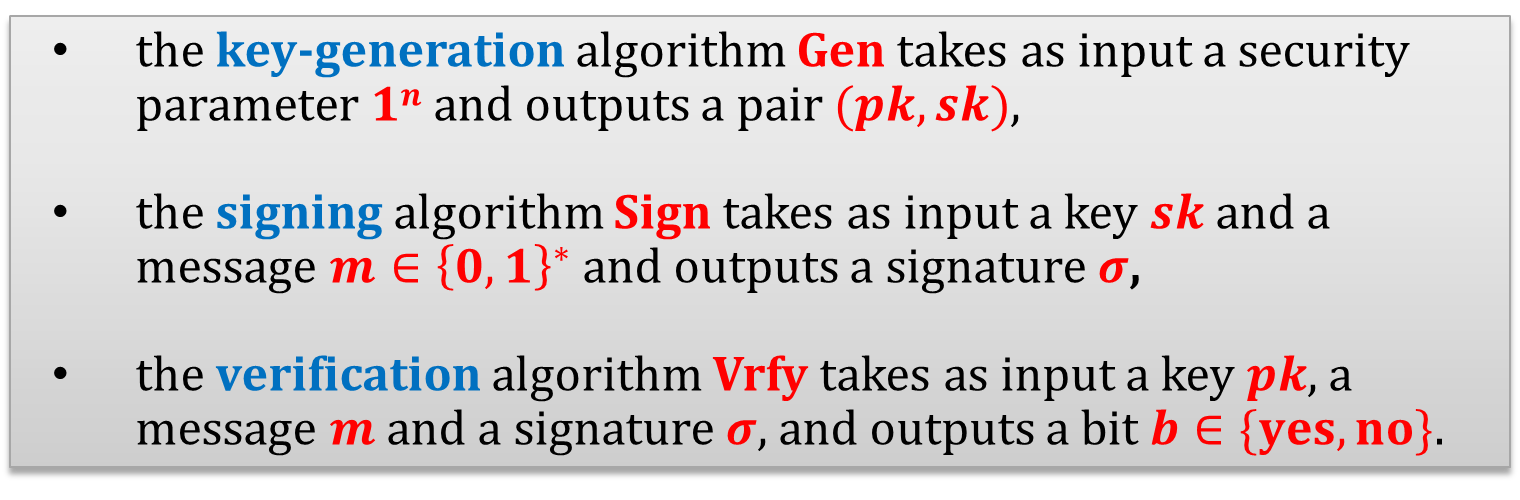 • the key-generation algorithm Gen takes as input a security
parameter 1ⁿ and outputs a pair (pk, sk),
• the signing algorithm Sign takes as input a key sk and a
message m ∈ {0, 1}* and outputs a signature σ,
• the verification algorithm Vrfy takes as input a key pk, a
message m and a signature σ, and outputs a bit b ∈ {yes, no}.